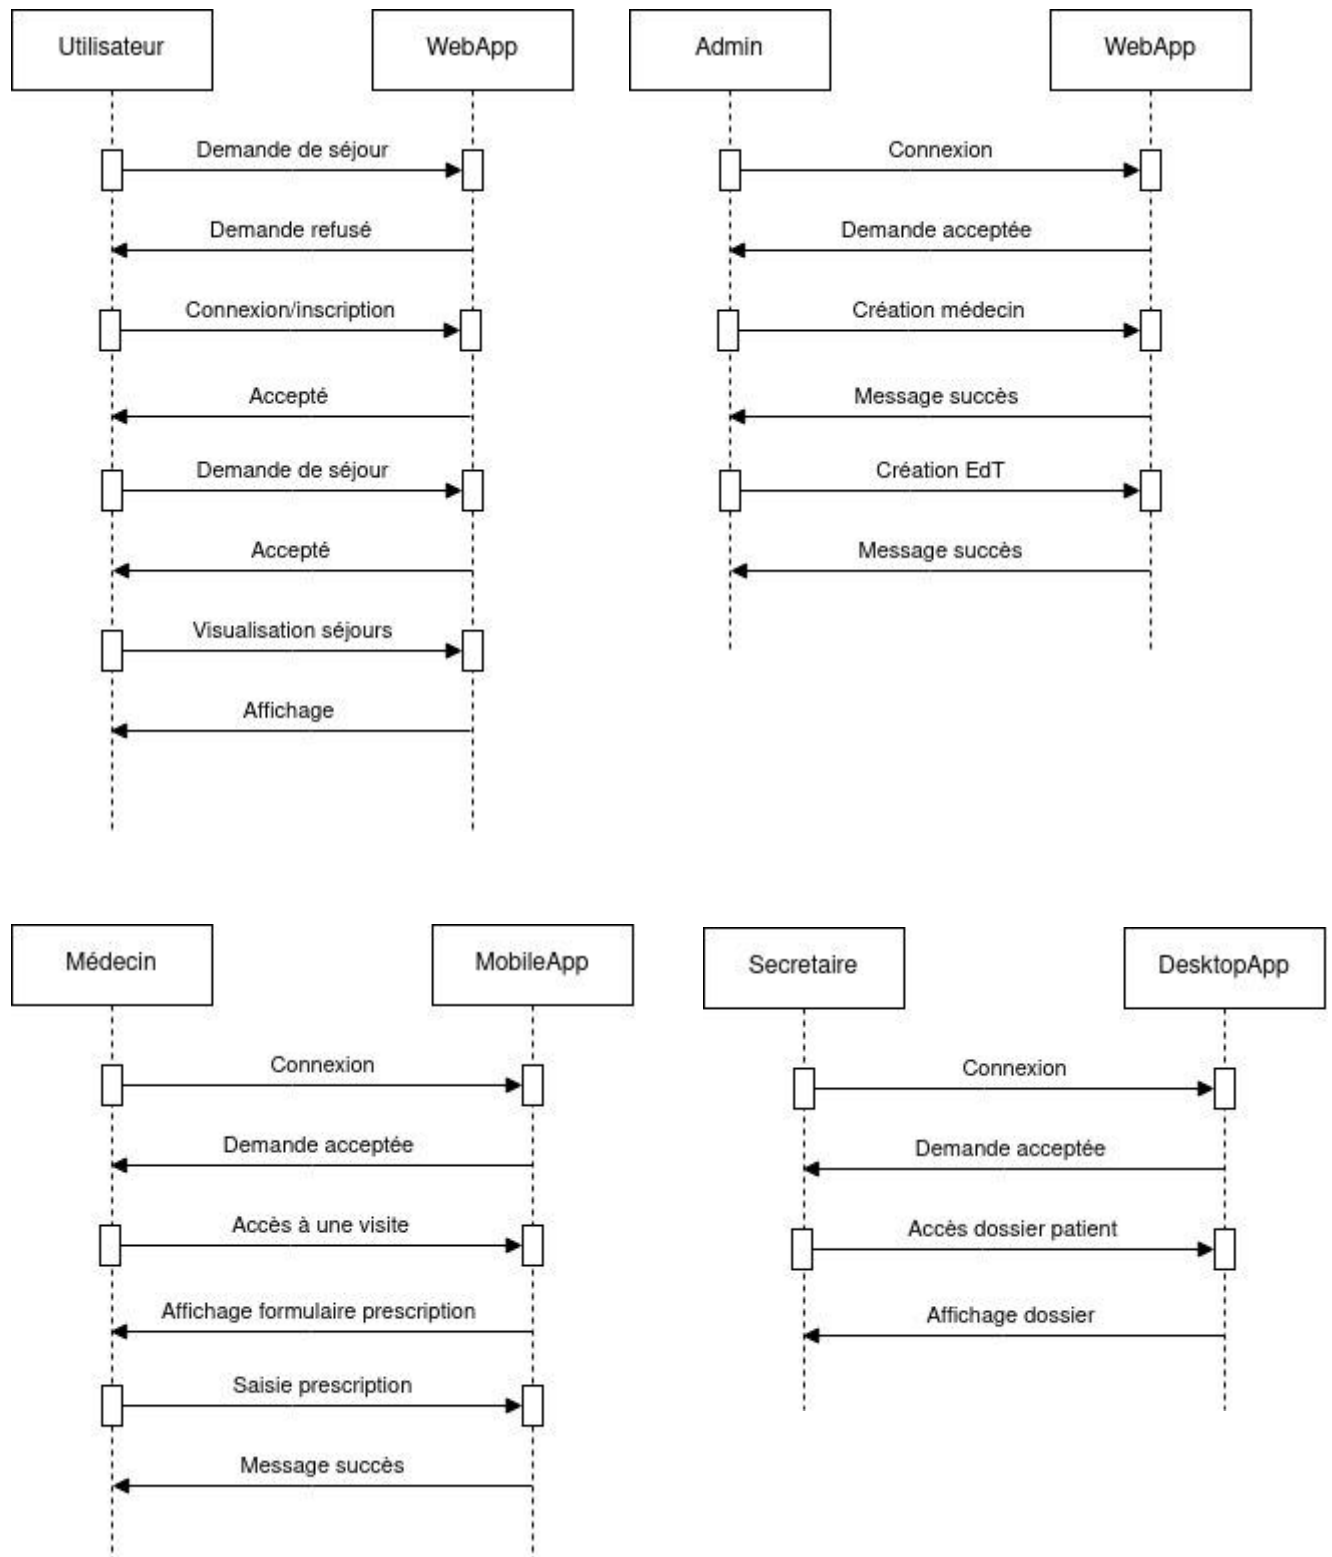 Utilisateur
WebApp
Demande de séjour
Demande refusé
Connexion/inscription
Accepté
Demande de séjour
Accepté
Visualisation séjours
Affichage
Admin
WebApp
Connexion
Demande acceptée
Création médecin
Message succès
Création EdT
Message succès
Médecin
MobileApp
Connexion
Demande acceptée
Accès à une visite
Affichage formulaire prescription
Saisie prescription
Message succès
Secretaire
DesktopApp
Connexion
Demande acceptée
Accès dossier patient
Affichage dossier